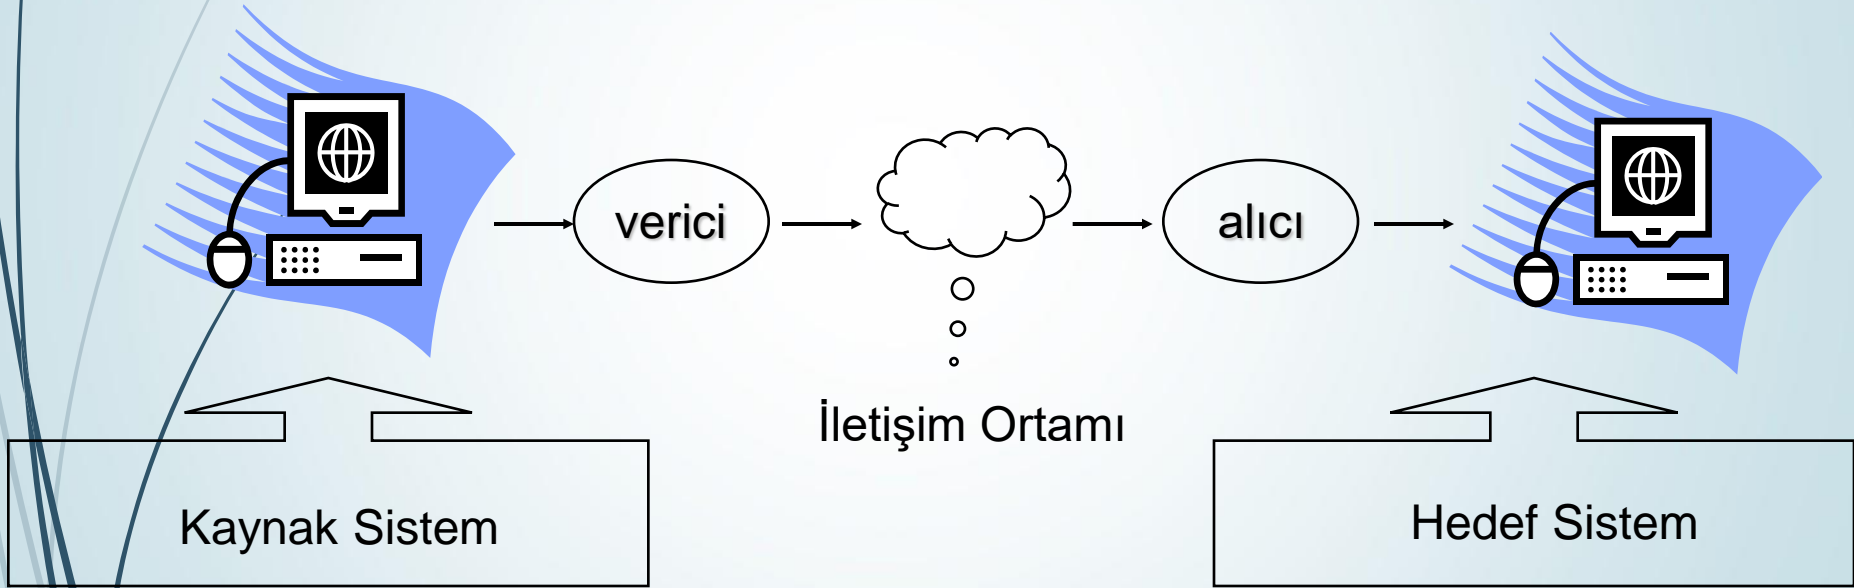 verici
alıcı
İletişim Ortamı
Kaynak Sistem
Hedef Sistem